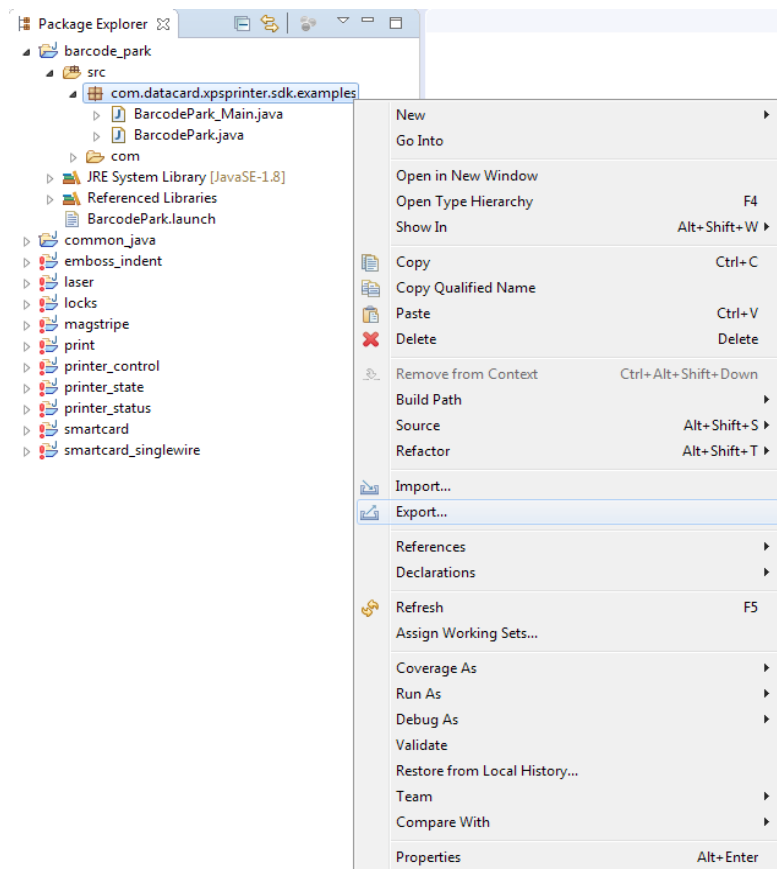 Package Explorer
barcode_park
src
com.datacard.xpsprinter.sdk.examples
BarcodePark_Main.java
BarcodePark.java
com
JRE System Library [JavaSE-1.8]
Referenced Libraries
BarcodePark.launch
common_java
emboss_indent
laser
locks
magstripe
print
printer_control
printer_state
printer_status
smartcard
smartcard_singlewire
New
Go Into
Open in New Window
Open Type Hierarchy F4
Show In Alt+Shift+W
Copy Ctrl+C
Copy Qualified Name
Paste Ctrl+V
Delete Delete
Remove from Context Ctrl+Alt+Shift+Down
Build Path
Source Alt+Shift+S
Refactor Alt+Shift+T
Import...
Export...
References
Declarations
Refresh F5
Assign Working Sets...
Coverage As
Run As
Debug As
Validate
Restore from Local History...
Team
Compare With
Properties Alt+Enter